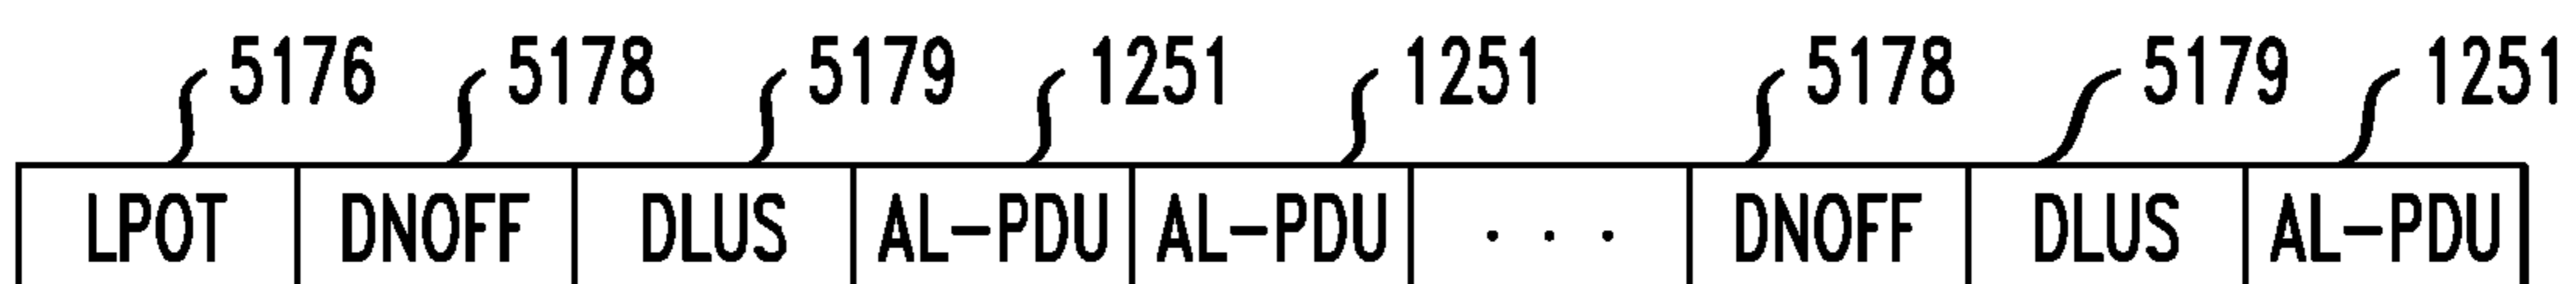 5176 5178 5179 1251 1251 5178 5179 1251
LPOT DNOFF DLUS AL-PDU AL-PDU . . . DNOFF DLUS AL-PDU